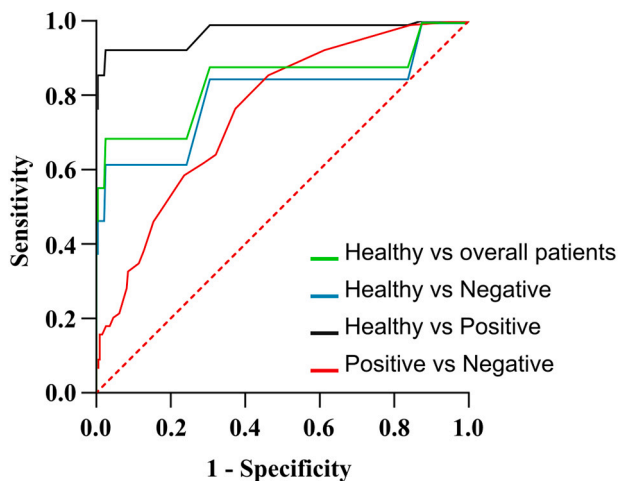 1.0
0.8
0.6
0.4
0.2
0.0
Sensitivity
Healthy vs overall patients
Healthy vs Negative
Healthy vs Positive
Positive vs Negative
0.0 0.2 0.4 0.6 0.8 1.0
1 - Specificity